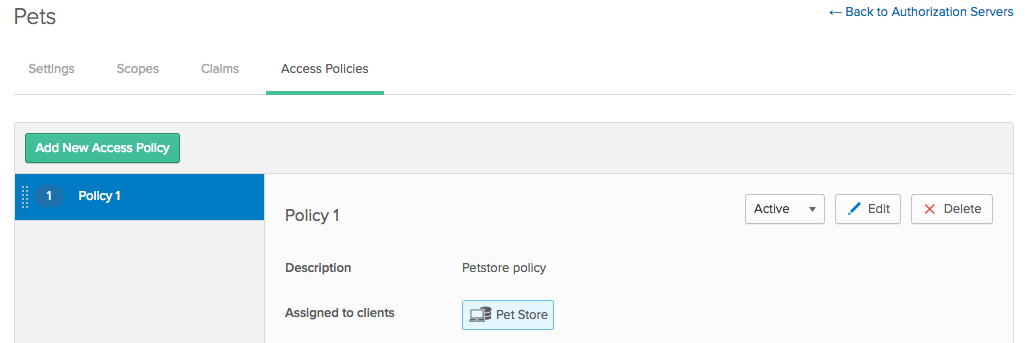 Pets
← Back to Authorization Servers
Settings Scopes Claims Access Policies
Add New Access Policy
1 Policy 1
Policy 1 Active Edit Delete
Description Petstore policy
Assigned to clients Pet Store